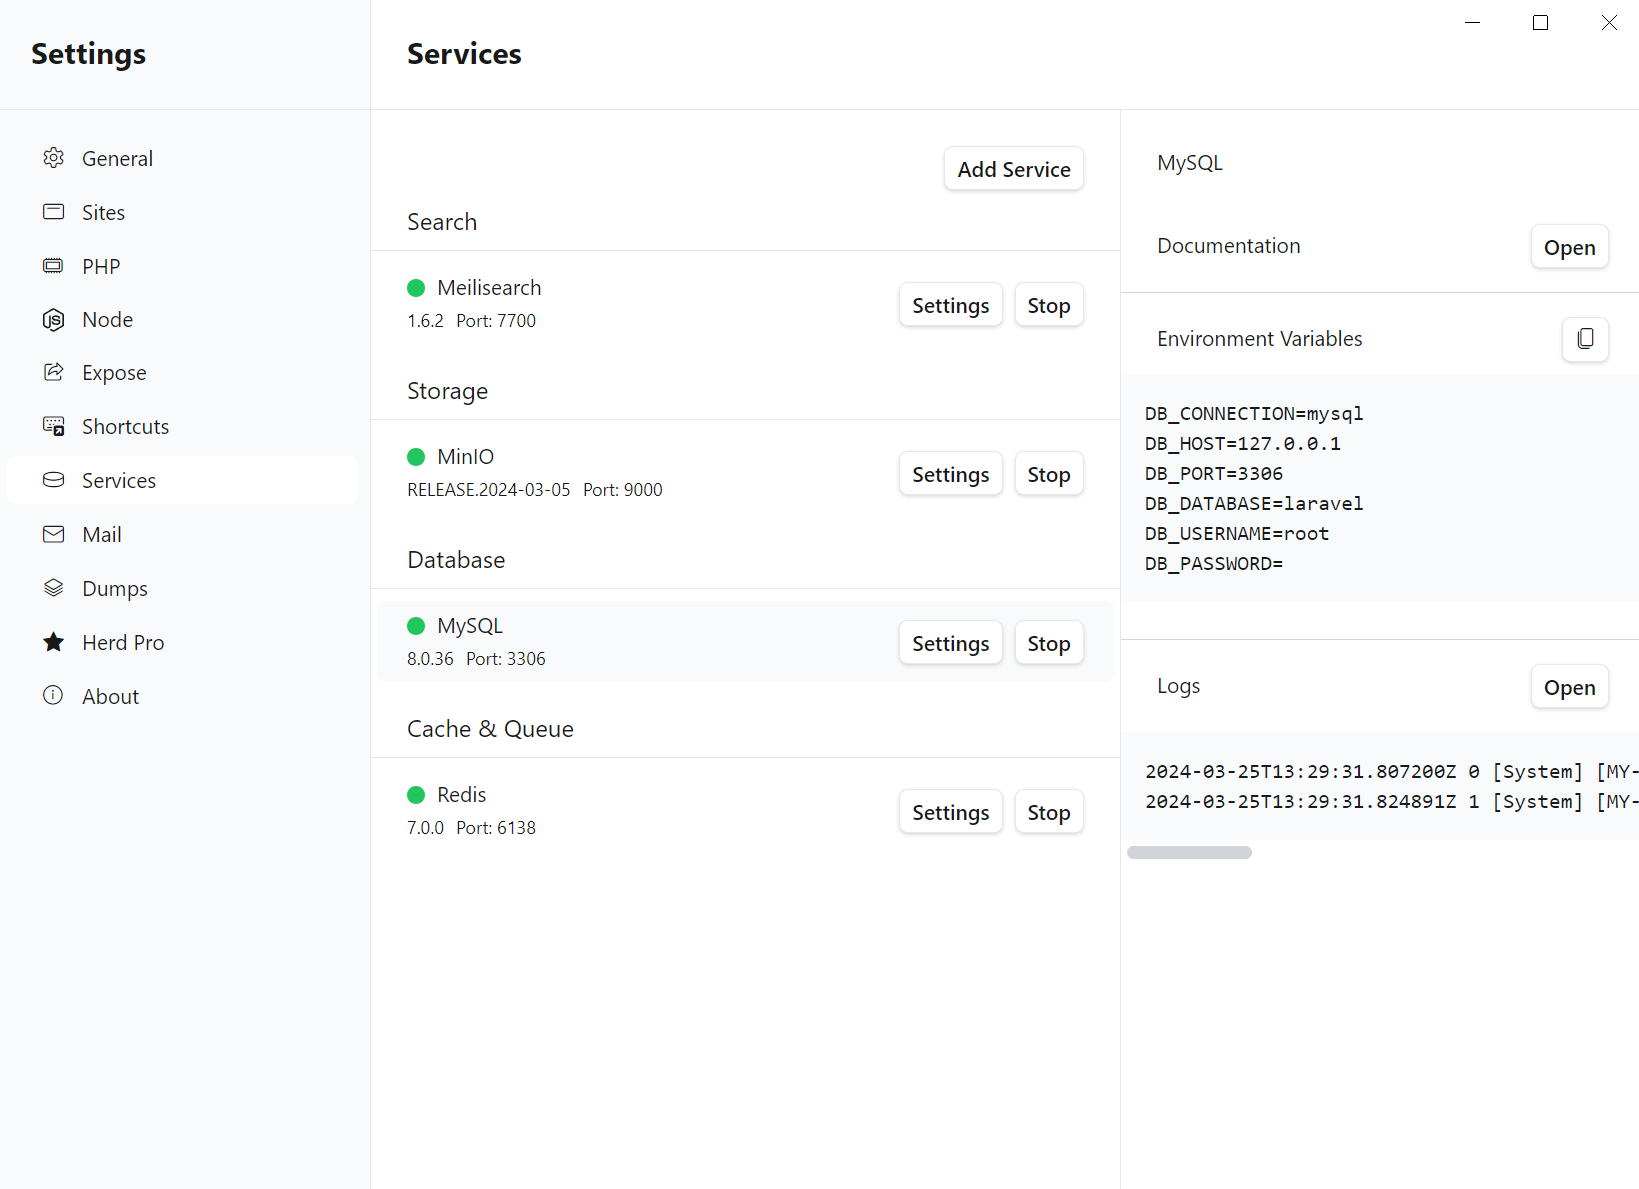 Settings
General
Sites
PHP
Node
Expose
Shortcuts
Services
Mail
Dumps
Herd Pro
About
Services
Add Service
Search
Meilisearch
1.6.2 Port: 7700
Settings Stop
Storage
MinIO
RELEASE.2024-03-05 Port: 9000
Settings Stop
Database
MySQL
8.0.36 Port: 3306
Settings Stop
Cache & Queue
Redis
7.0.0 Port: 6138
Settings Stop
MySQL
Documentation Open
Environment Variables
DB_CONNECTION=mysql
DB_HOST=127.0.0.1
DB_PORT=3306
DB_DATABASE=laravel
DB_USERNAME=root
DB_PASSWORD=
Logs Open
2024-03-25T13:29:31.807200Z 0 [System] [MY-
2024-03-25T13:29:31.824891Z 1 [System] [MY-